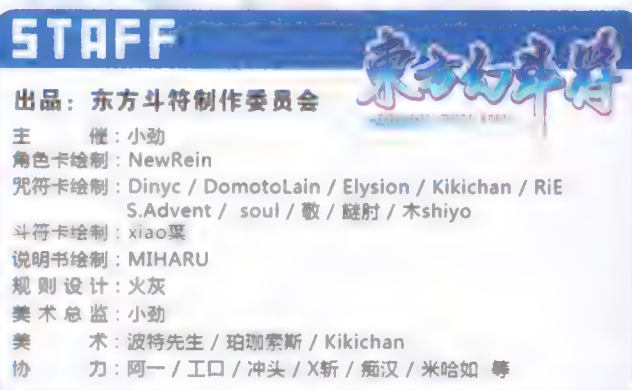 STAFF
東方幻斗符
出品：东方斗符制作委员会
主 催：小劲
角色卡绘制：NewRein
咒符卡绘制：Dinyc / DomotoLain / Elysion / Kikichan / RiE
S.Advent / soul / 敬 / 鮭肘 / 木shiyo
斗符卡绘制：xiao粪
说明书绘制：MIHARU
规则设计：火灰
美术总监：小劲
美 术：波特先生 / 珀珈索斯 / Kikichan
协 力：阿一 / 工口 / 冲头 / X斩 / 痴汉 / 米哈如 等